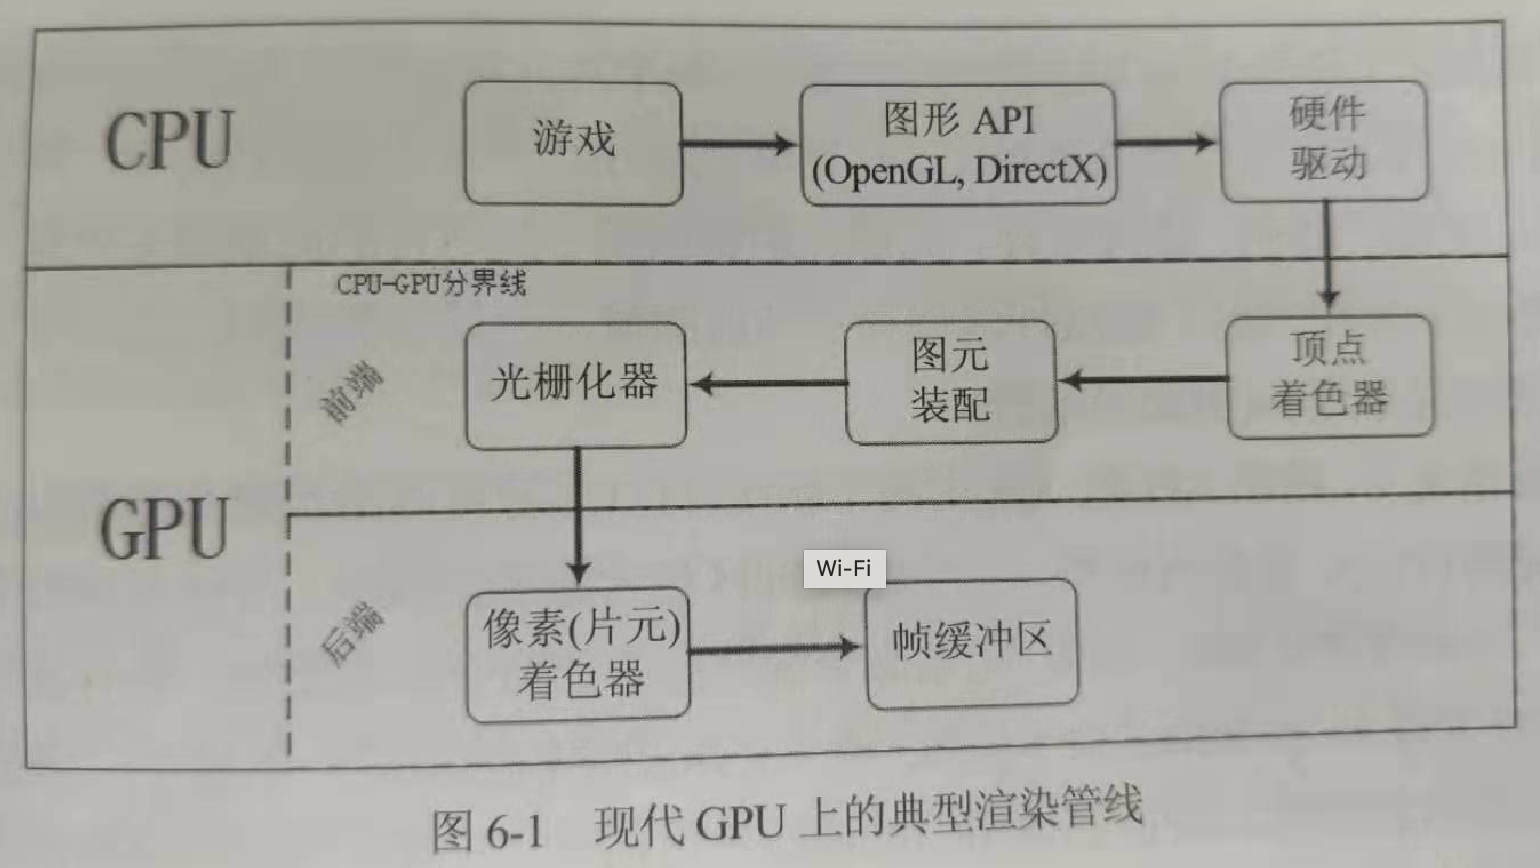 CPU
游戏
图形 API
(OpenGL, DirectX)
硬件
驱动
CPU-GPU分界线
GPU
前端
光栅化器
图元
装配
顶点
着色器
后端
像素(片元)
着色器
Wi-Fi
帧缓冲区
图 6-1 现代 GPU 上的典型渲染管线